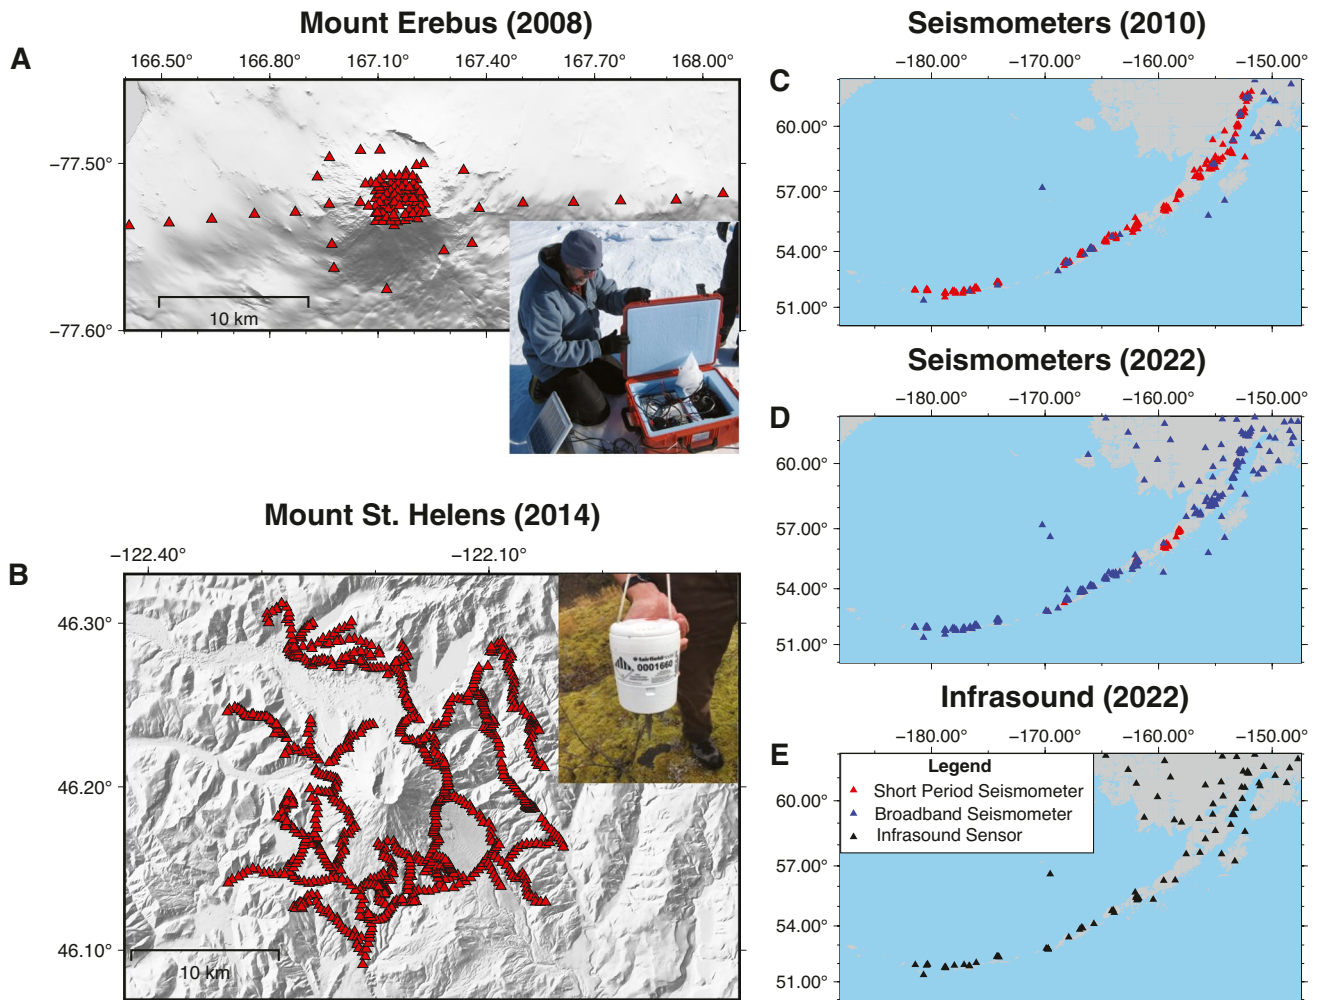 Mount Erebus (2008)
A
166.50° 166.80° 167.10° 167.40° 167.70° 168.00°
−77.50°
−77.60°
10 km
Mount St. Helens (2014)
B
−122.40° −122.10°
46.30°
46.20°
46.10°
10 km
fairfield
0001660
Seismometers (2010)
C
−180.00° −170.00° −160.00° −150.00°
60.00°
57.00°
54.00°
51.00°
Seismometers (2022)
D
−180.00° −170.00° −160.00° −150.00°
60.00°
57.00°
54.00°
51.00°
Infrasound (2022)
E
−180.00° −170.00° −160.00° −150.00°
60.00°
57.00°
54.00°
51.00°
Legend
Short Period Seismometer
Broadband Seismometer
Infrasound Sensor